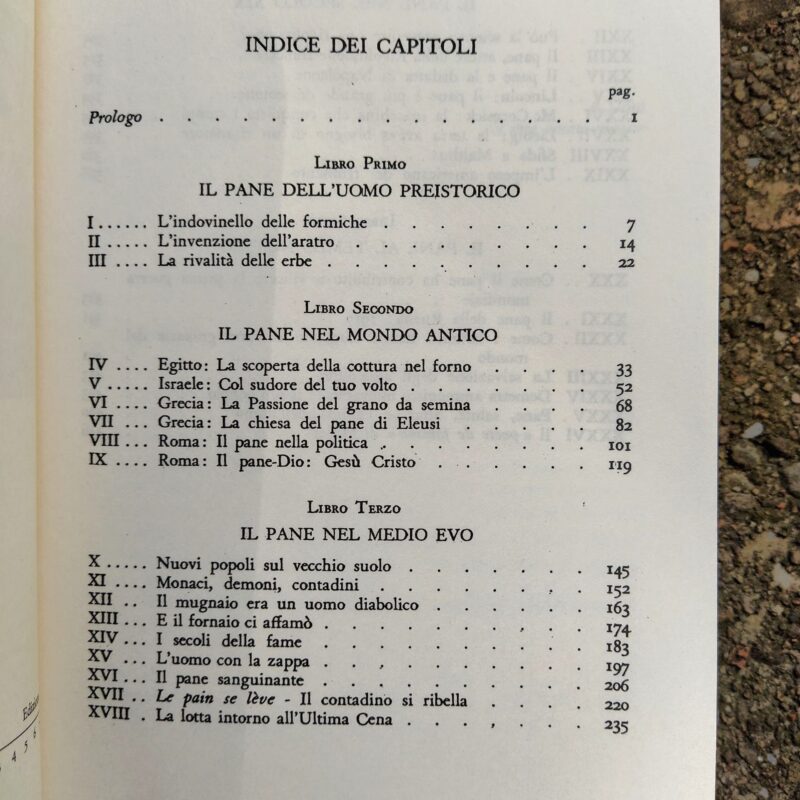 INDICE DEI CAPITOLI
pag.
Prologo . . . . . . . . . . . . . . . . 1
Libro Primo
IL PANE DELL'UOMO PREISTORICO
I...... L'indovinello delle formiche . . . . . . . . 7
II ..... L'invenzione dell'aratro . . . . . . . . . 14
III .... La rivalità delle erbe . . . . . . . . . . 22
Libro Secondo
IL PANE NEL MONDO ANTICO
IV .... Egitto: La scoperta della cottura nel forno . . . . 33
V ..... Israele: Col sudore del tuo volto . . . . . . . 52
VI .... Grecia: La Passione del grano da semina . . . . 68
VII ... Grecia: La chiesa del pane di Eleusi . . . . . 82
VIII ... Roma: Il pane nella politica . . . . . . . . 101
IX .... Roma: Il pane-Dio: Gesù Cristo . . . . . . 119
Libro Terzo
IL PANE NEL MEDIO EVO
X ..... Nuovi popoli sul vecchio suolo . . . . . . . 145
XI .... Monaci, demoni, contadini . . . . . . . . 152
XII .. Il mugnaio era un uomo diabolico . . . . . . 163
XIII ... E il fornaio ci affamò . . . . . . . . . . 174
XIV ... I secoli della fame . . . . . . . . . . 183
XV ... L'uomo con la zappa . . . . . . . . . 197
XVI ... Il pane sanguinante . . . . . . . . . . 206
XVII .. Le pain se lève - Il contadino si ribella . . . . 220
XVIII . La lotta intorno all'Ultima Cena . . . . . . . 235
4 5 6